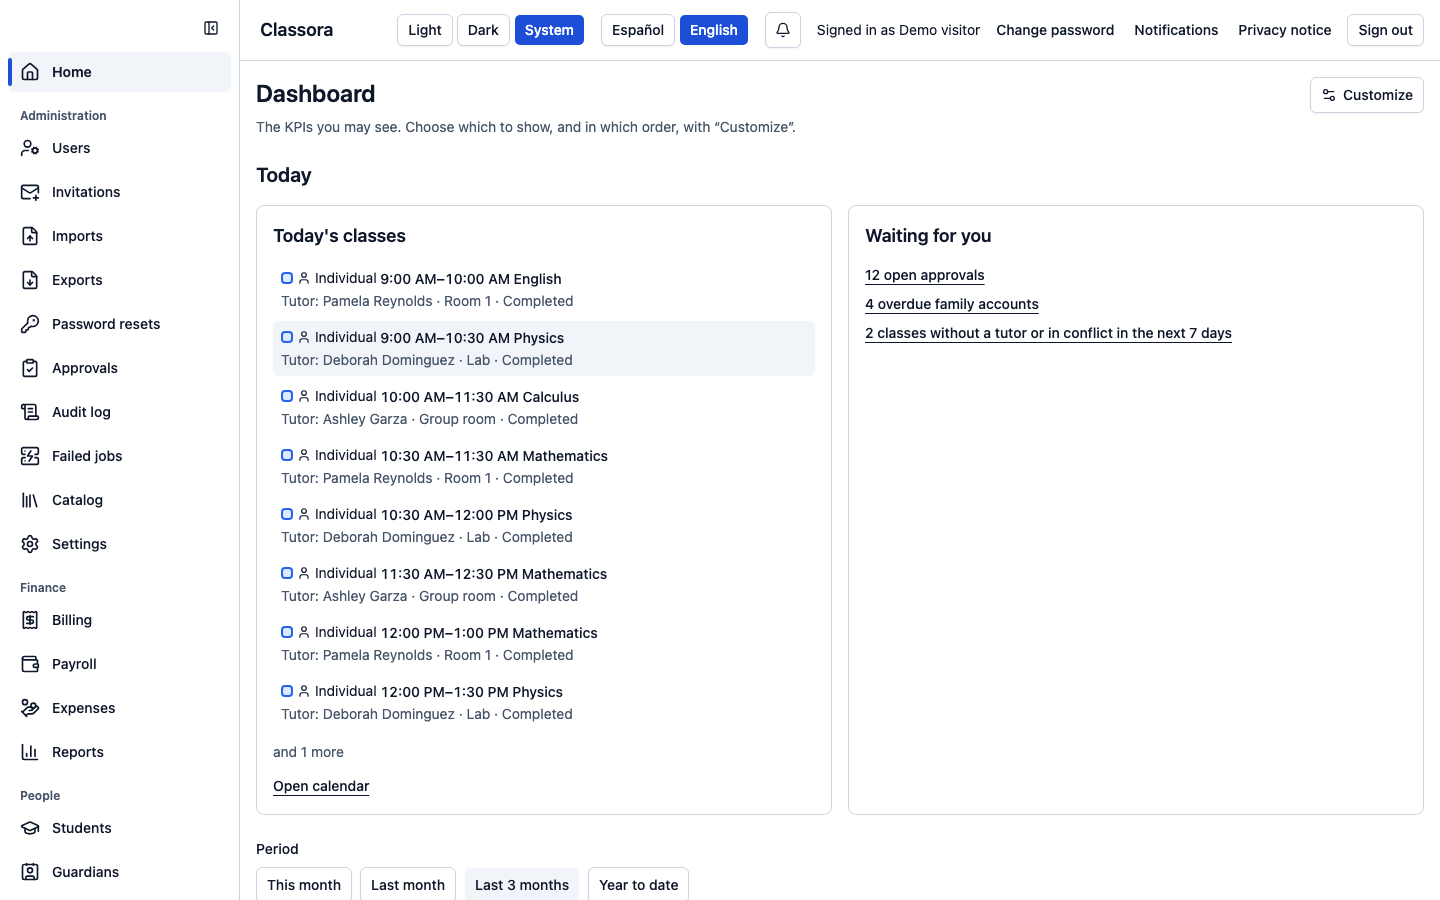 Classora
Light
Dark
System
Español
English
Signed in as Demo visitor
Change password
Notifications
Privacy notice
Sign out
Home
Administration
Users
Invitations
Imports
Exports
Password resets
Approvals
Audit log
Failed jobs
Catalog
Settings
Finance
Billing
Payroll
Expenses
Reports
People
Students
Guardians
Dashboard
Customize
The KPIs you may see. Choose which to show, and in which order, with “Customize”.
Today
Today's classes
Individual 9:00 AM–10:00 AM English
Tutor: Pamela Reynolds · Room 1 · Completed
Individual 9:00 AM–10:30 AM Physics
Tutor: Deborah Dominguez · Lab · Completed
Individual 10:00 AM–11:30 AM Calculus
Tutor: Ashley Garza · Group room · Completed
Individual 10:30 AM–11:30 AM Mathematics
Tutor: Pamela Reynolds · Room 1 · Completed
Individual 10:30 AM–12:00 PM Physics
Tutor: Deborah Dominguez · Lab · Completed
Individual 11:30 AM–12:30 PM Mathematics
Tutor: Ashley Garza · Group room · Completed
Individual 12:00 PM–1:00 PM Mathematics
Tutor: Pamela Reynolds · Room 1 · Completed
Individual 12:00 PM–1:30 PM Physics
Tutor: Deborah Dominguez · Lab · Completed
and 1 more
Open calendar
Waiting for you
12 open approvals
4 overdue family accounts
2 classes without a tutor or in conflict in the next 7 days
Period
This month
Last month
Last 3 months
Year to date